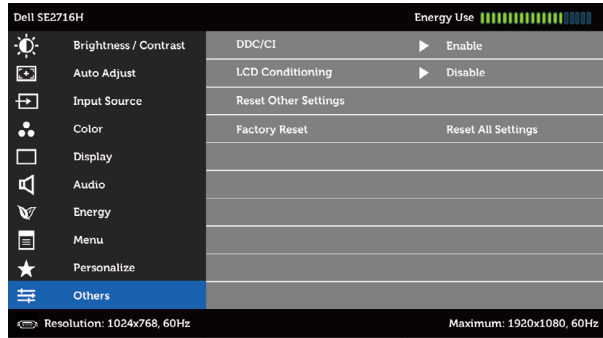 Dell SE2716H Energy Use
Brightness / Contrast DDC/CI Enable
Auto Adjust LCD Conditioning Disable
Input Source Reset Other Settings
Color Factory Reset Reset All Settings
Display
Audio
Energy
Menu
Personalize
Others
Resolution: 1024x768, 60Hz Maximum: 1920x1080, 60Hz